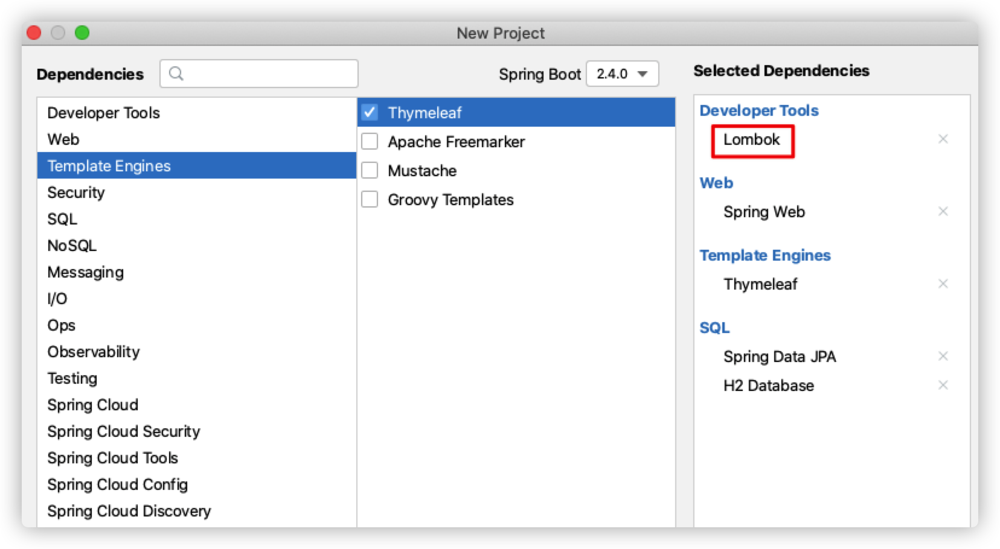 New Project
Dependencies
Spring Boot 2.4.0
Selected Dependencies
Developer Tools
Web
Template Engines
Security
SQL
NoSQL
Messaging
I/O
Ops
Observability
Testing
Spring Cloud
Spring Cloud Security
Spring Cloud Tools
Spring Cloud Config
Spring Cloud Discovery
Thymeleaf
Apache Freemarker
Mustache
Groovy Templates
Developer Tools
Lombok
Web
Spring Web
Template Engines
Thymeleaf
SQL
Spring Data JPA
H2 Database